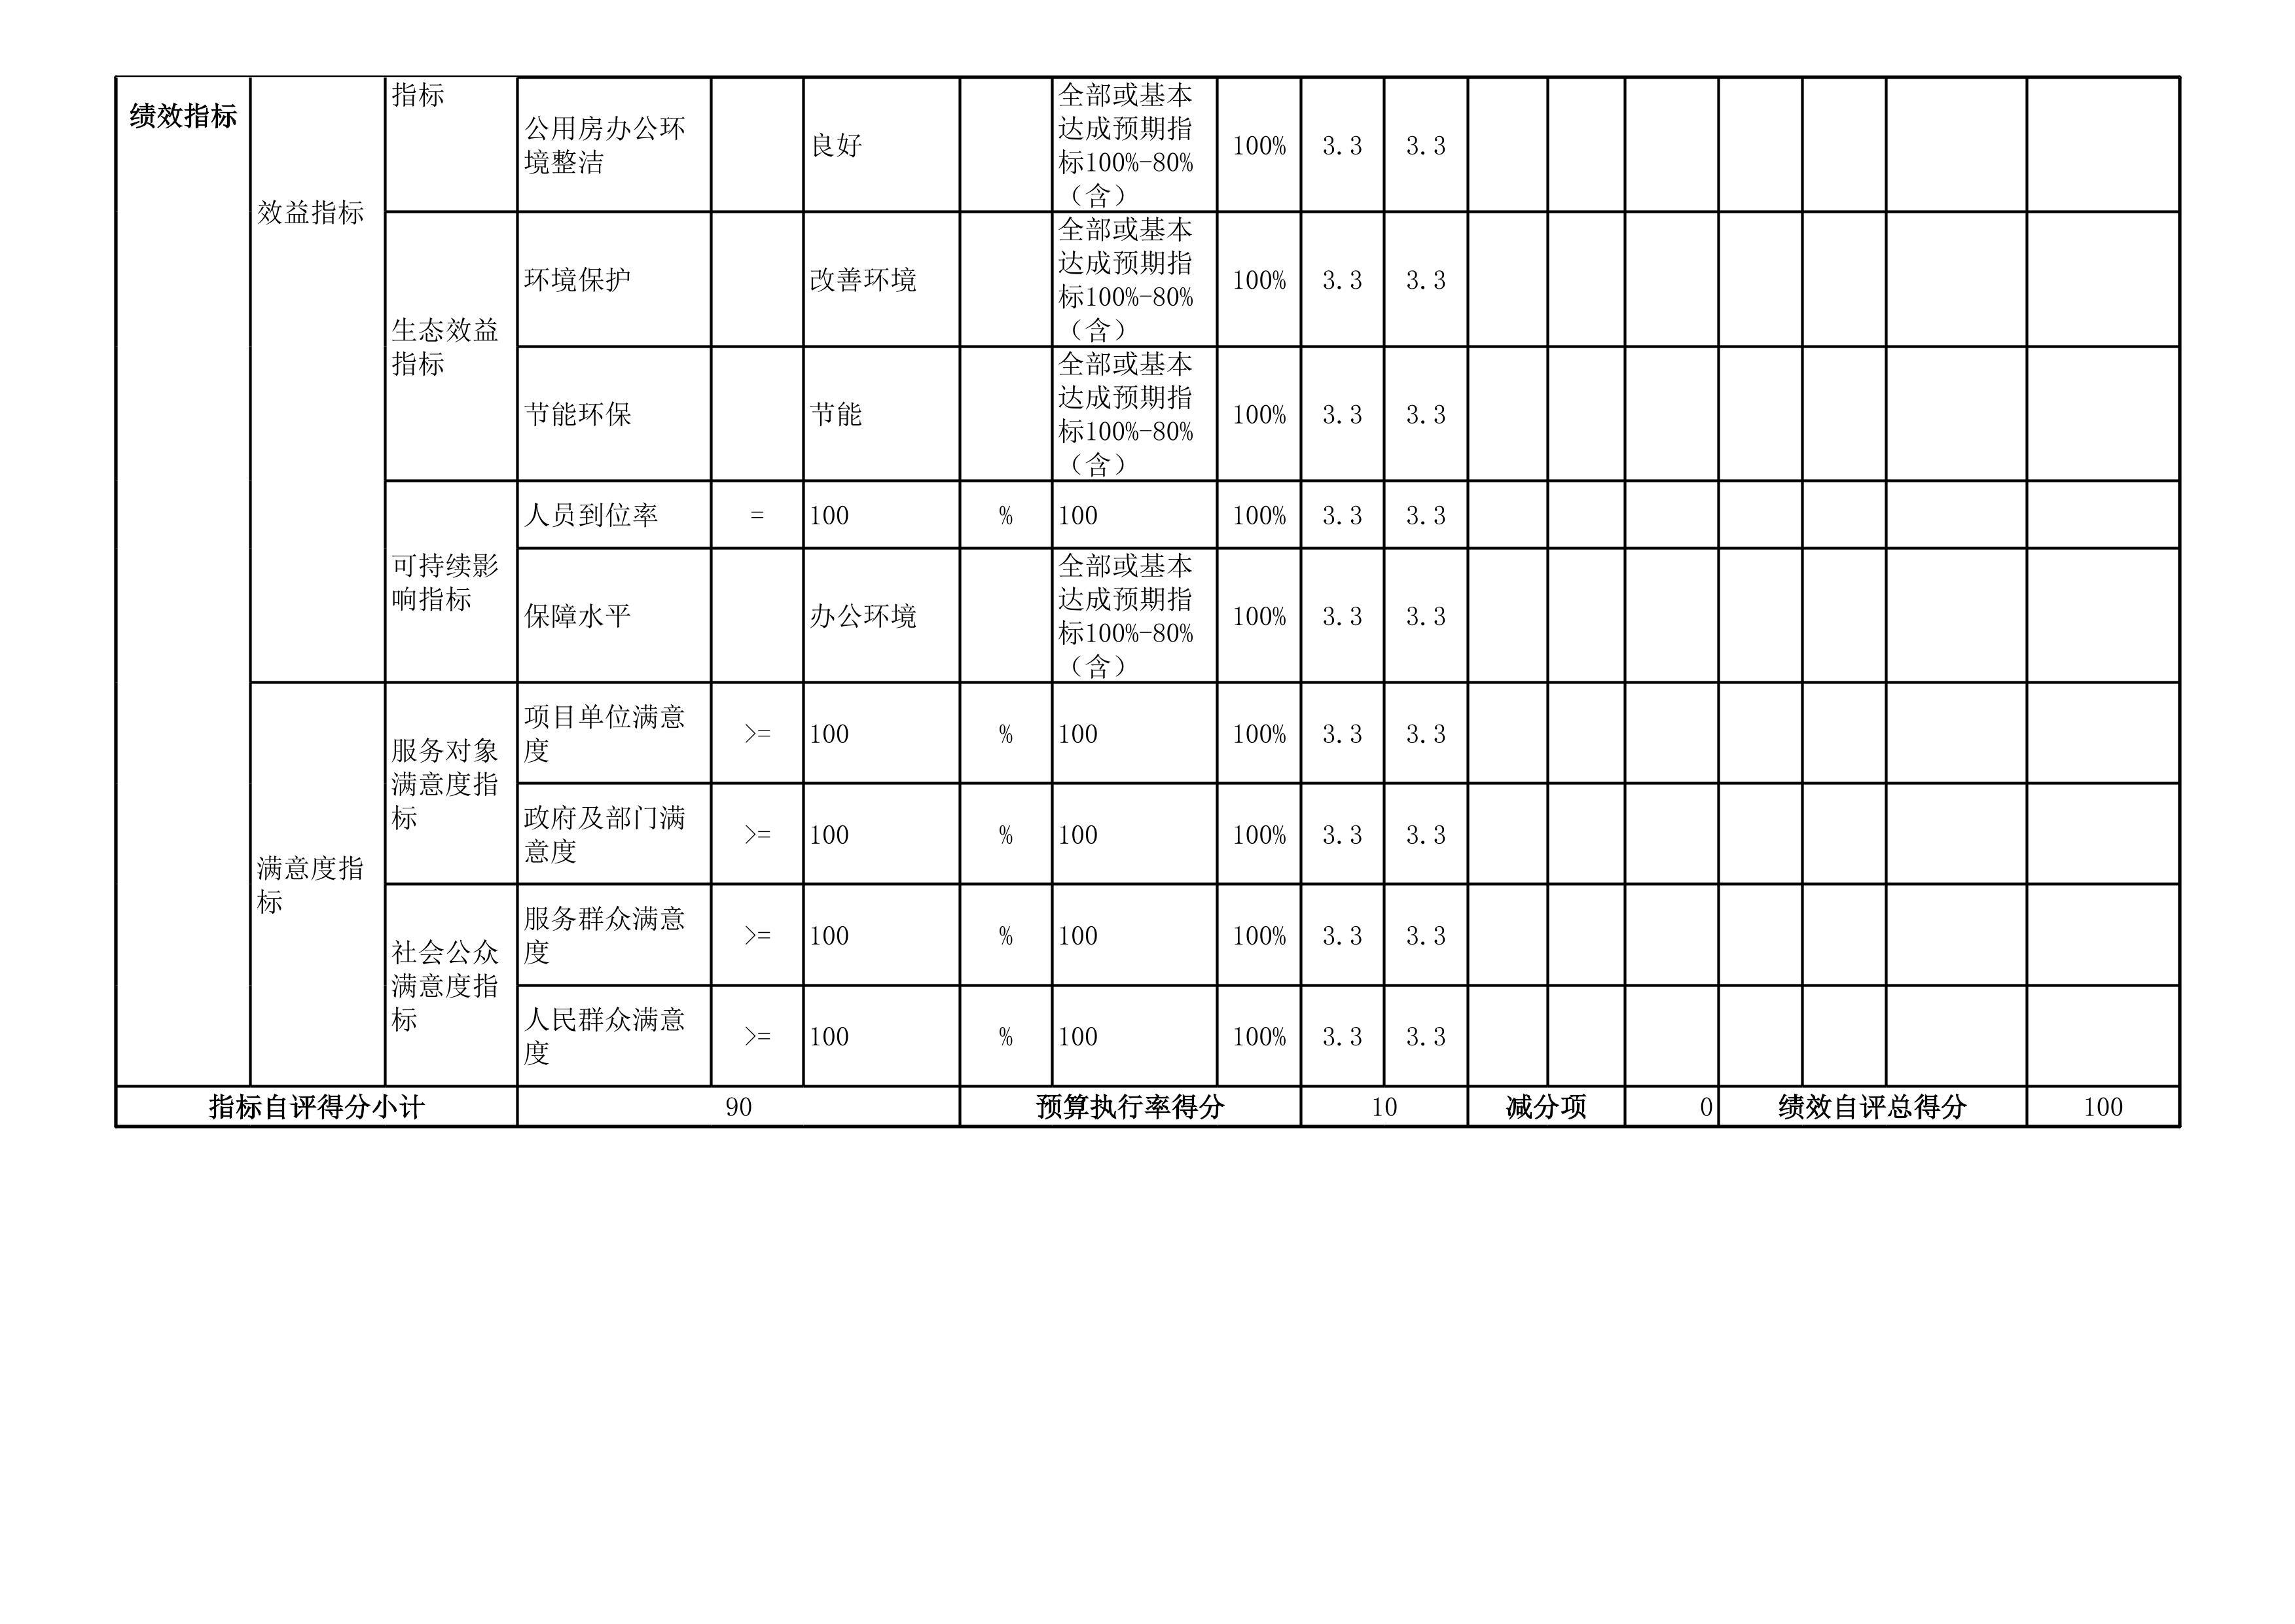 绩效指标
效益指标
指标
公用房办公环
境整洁
良好
全部或基本
达成预期指
标100%-80%
（含）
100%
3.3
3.3
生态效益
指标
环境保护
改善环境
全部或基本
达成预期指
标100%-80%
（含）
100%
3.3
3.3
节能环保
节能
全部或基本
达成预期指
标100%-80%
（含）
100%
3.3
3.3
可持续影
响指标
人员到位率
=
100
%
100
100%
3.3
3.3
保障水平
办公环境
全部或基本
达成预期指
标100%-80%
（含）
100%
3.3
3.3
满意度指
标
服务对象
满意度指
标
项目单位满意
度
>=
100
%
100
100%
3.3
3.3
政府及部门满
意度
>=
100
%
100
100%
3.3
3.3
社会公众
满意度指
标
服务群众满意
度
>=
100
%
100
100%
3.3
3.3
人民群众满意
度
>=
100
%
100
100%
3.3
3.3
指标自评得分小计
90
预算执行率得分
10
减分项
0
绩效自评总得分
100